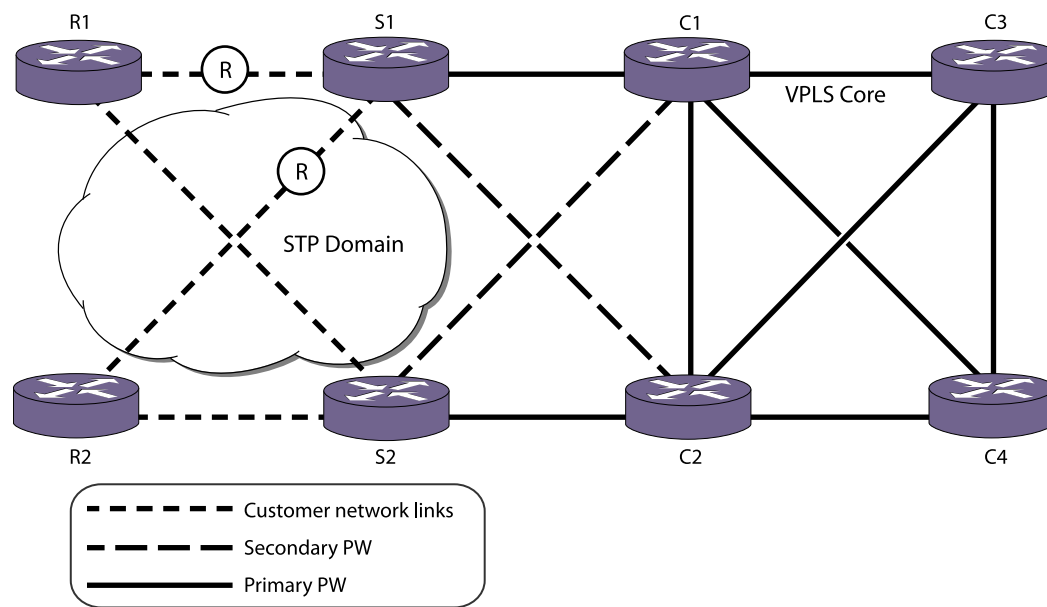 R1
S1
C1
C3
R
VPLS Core
R
STP Domain
R2
S2
C2
C4
Customer network links
Secondary PW
Primary PW